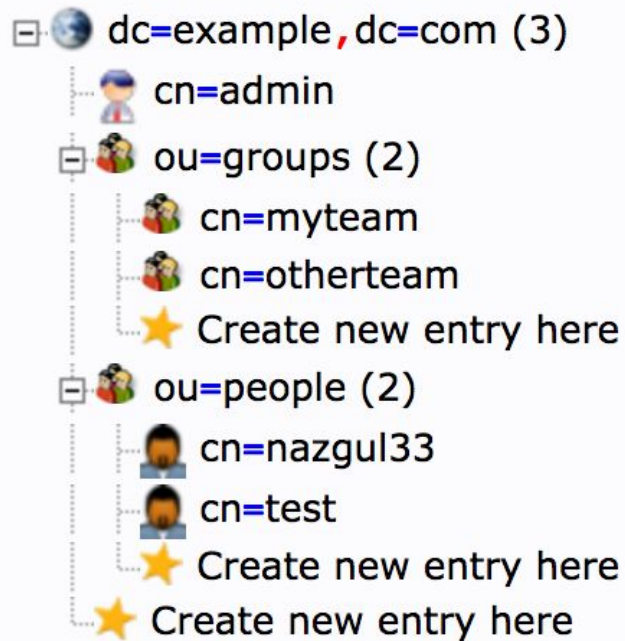 dc=example,dc=com (3)
cn=admin
ou=groups (2)
cn=myteam
cn=otherteam
Create new entry here
ou=people (2)
cn=nazgul33
cn=test
Create new entry here
Create new entry here